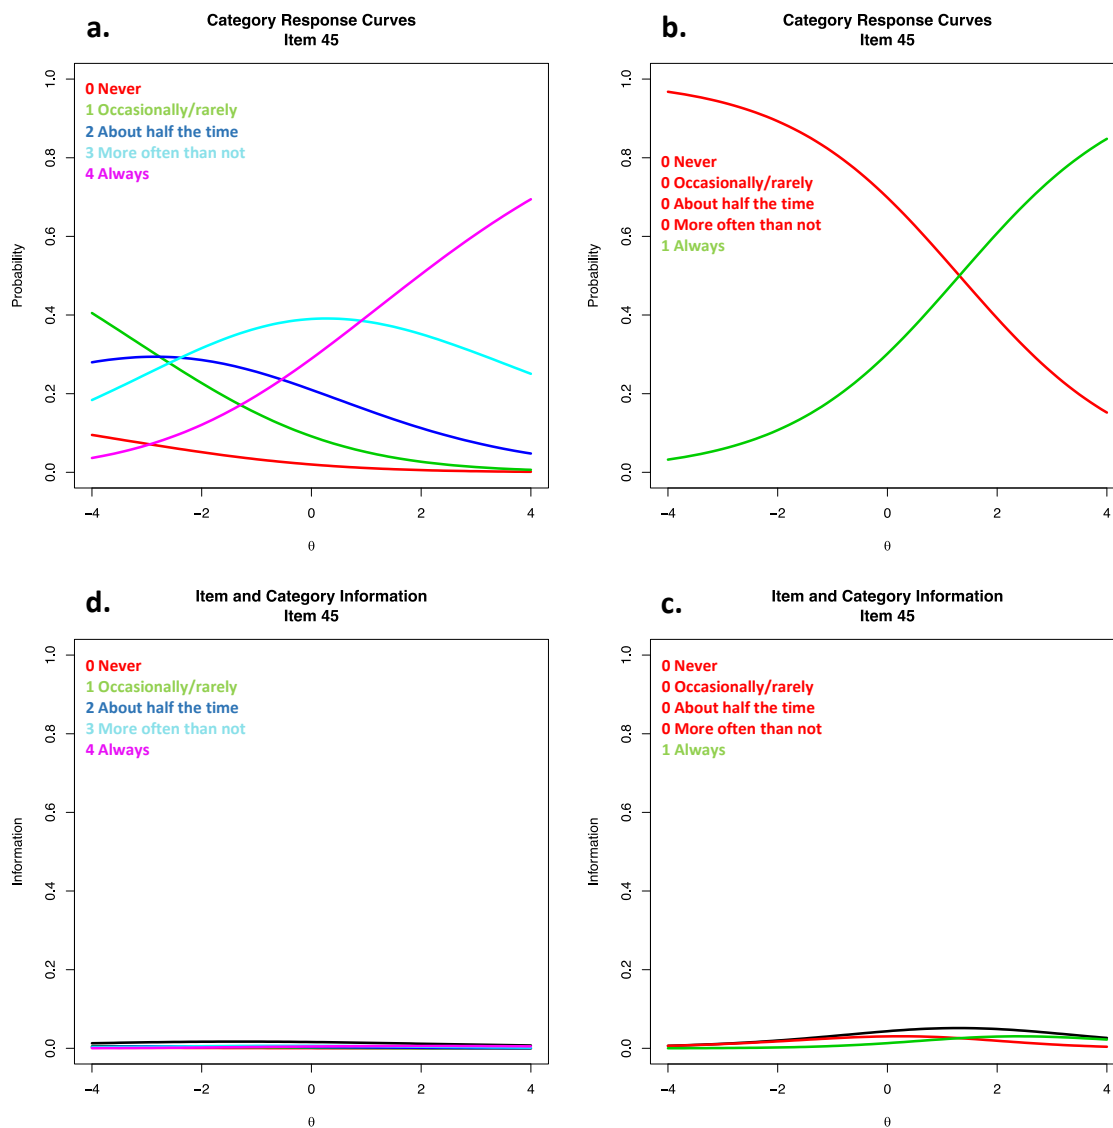 a.
Category Response Curves
Item 45
0 Never
1 Occasionally/rarely
2 About half the time
3 More often than not
4 Always
Probability
0.0
0.2
0.4
0.6
0.8
1.0
−4
−2
0
2
4
θ
b.
Category Response Curves
Item 45
0 Never
0 Occasionally/rarely
0 About half the time
0 More often than not
1 Always
Probability
0.0
0.2
0.4
0.6
0.8
1.0
−4
−2
0
2
4
θ
d.
Item and Category Information
Item 45
0 Never
1 Occasionally/rarely
2 About half the time
3 More often than not
4 Always
Information
0.0
0.2
0.4
0.6
0.8
1.0
−4
−2
0
2
4
θ
c.
Item and Category Information
Item 45
0 Never
0 Occasionally/rarely
0 About half the time
0 More often than not
1 Always
Information
0.0
0.2
0.4
0.6
0.8
1.0
−4
−2
0
2
4
θ